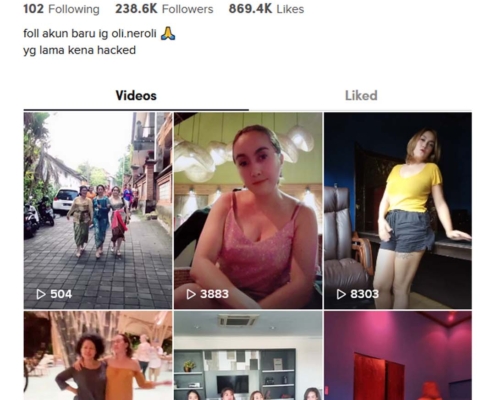 102 Following 238.6K Followers 869.4K Likes
foll akun baru ig oli.neroli 🙏
yg lama kena hacked
Videos Liked
504 3883 8303